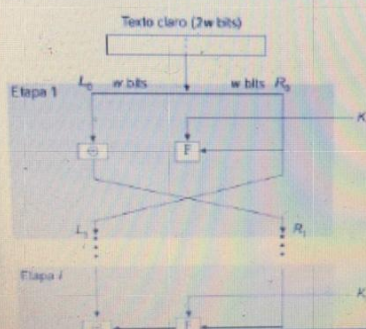 Texto claro (2w bits)
L0 w bits w bits R0
Etapa 1
K
F
L1 R1
Etapa i
K
F